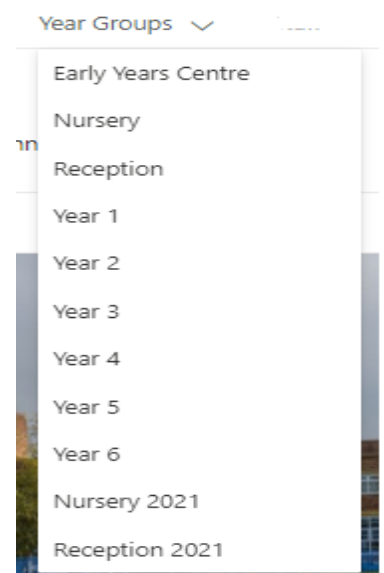 Year Groups
Early Years Centre
Nursery
Reception
Year 1
Year 2
Year 3
Year 4
Year 5
Year 6
Nursery 2021
Reception 2021